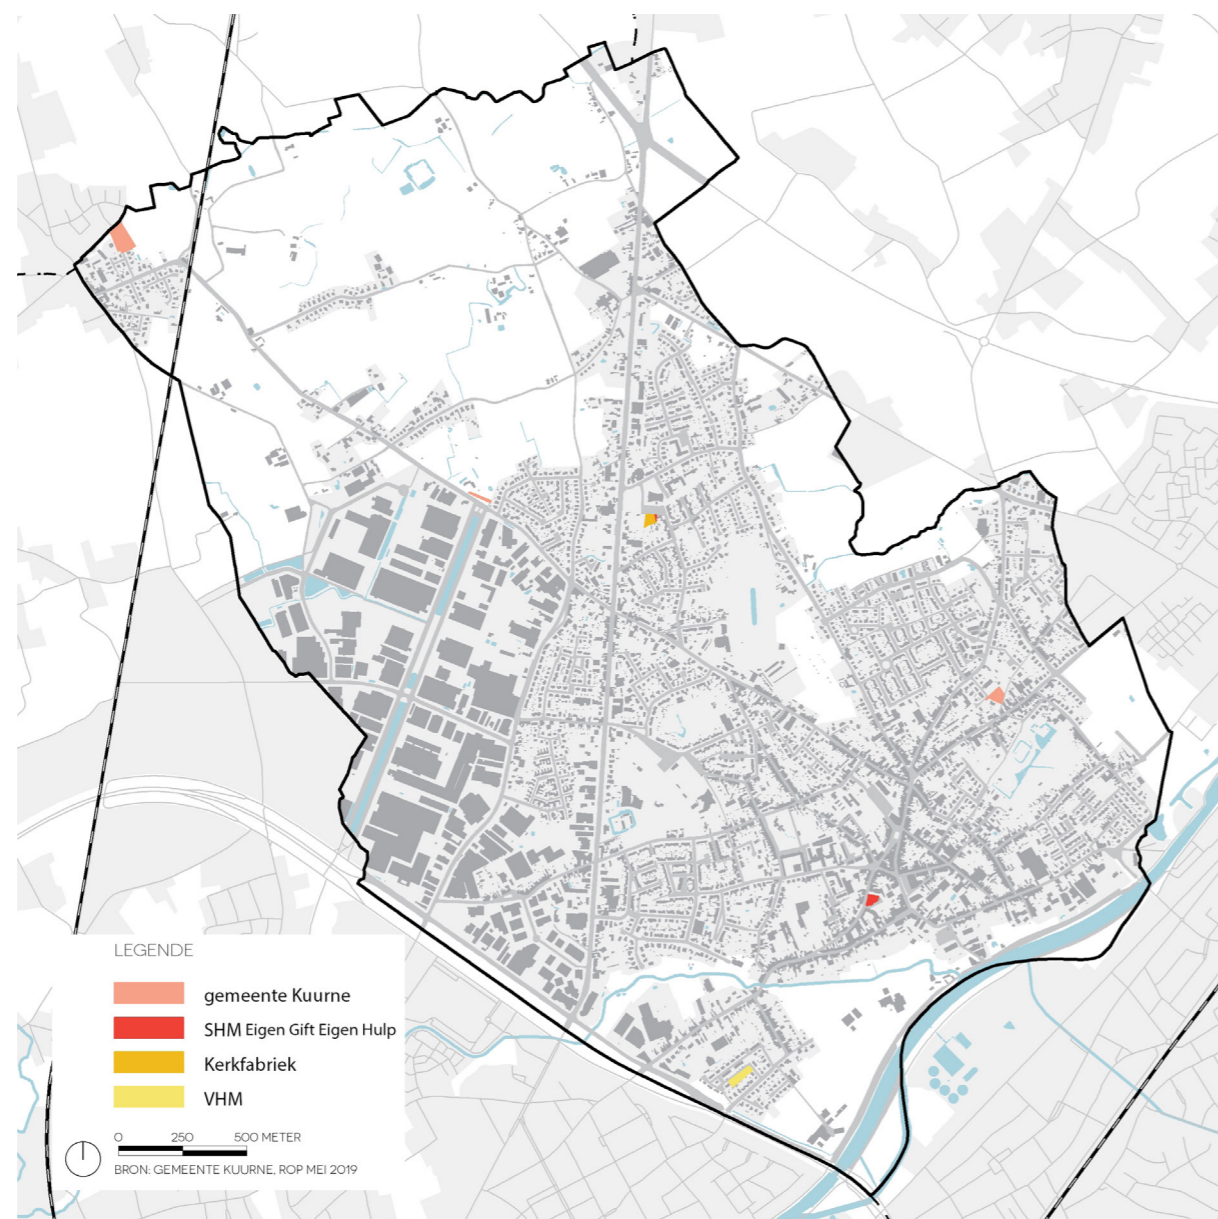 LEGENDE
gemeente Kuurne
SHM Eigen Gift Eigen Hulp
Kerkfabriek
VHM
0 250 500 METER
BRON: GEMEENTE KUURNE, ROP MEI 2019